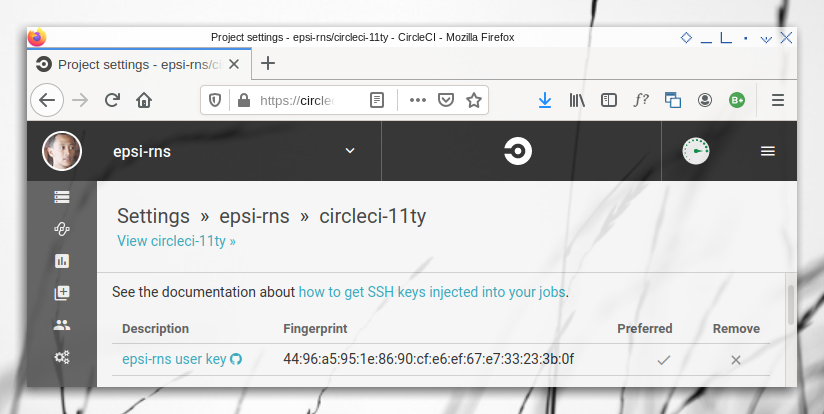 Project settings - epsi-rns/circleci-11ty - CircleCI - Mozilla Firefox
Project settings - epsi-rns/c
https://circle
f?
B+
epsi-rns
Settings » epsi-rns » circleci-11ty
View circleci-11ty »
See the documentation about how to get SSH keys injected into your jobs.
Description Fingerprint Preferred Remove
epsi-rns user key 44:96:a5:95:1e:86:90:cf:e6:ef:67:e7:33:23:3b:0f